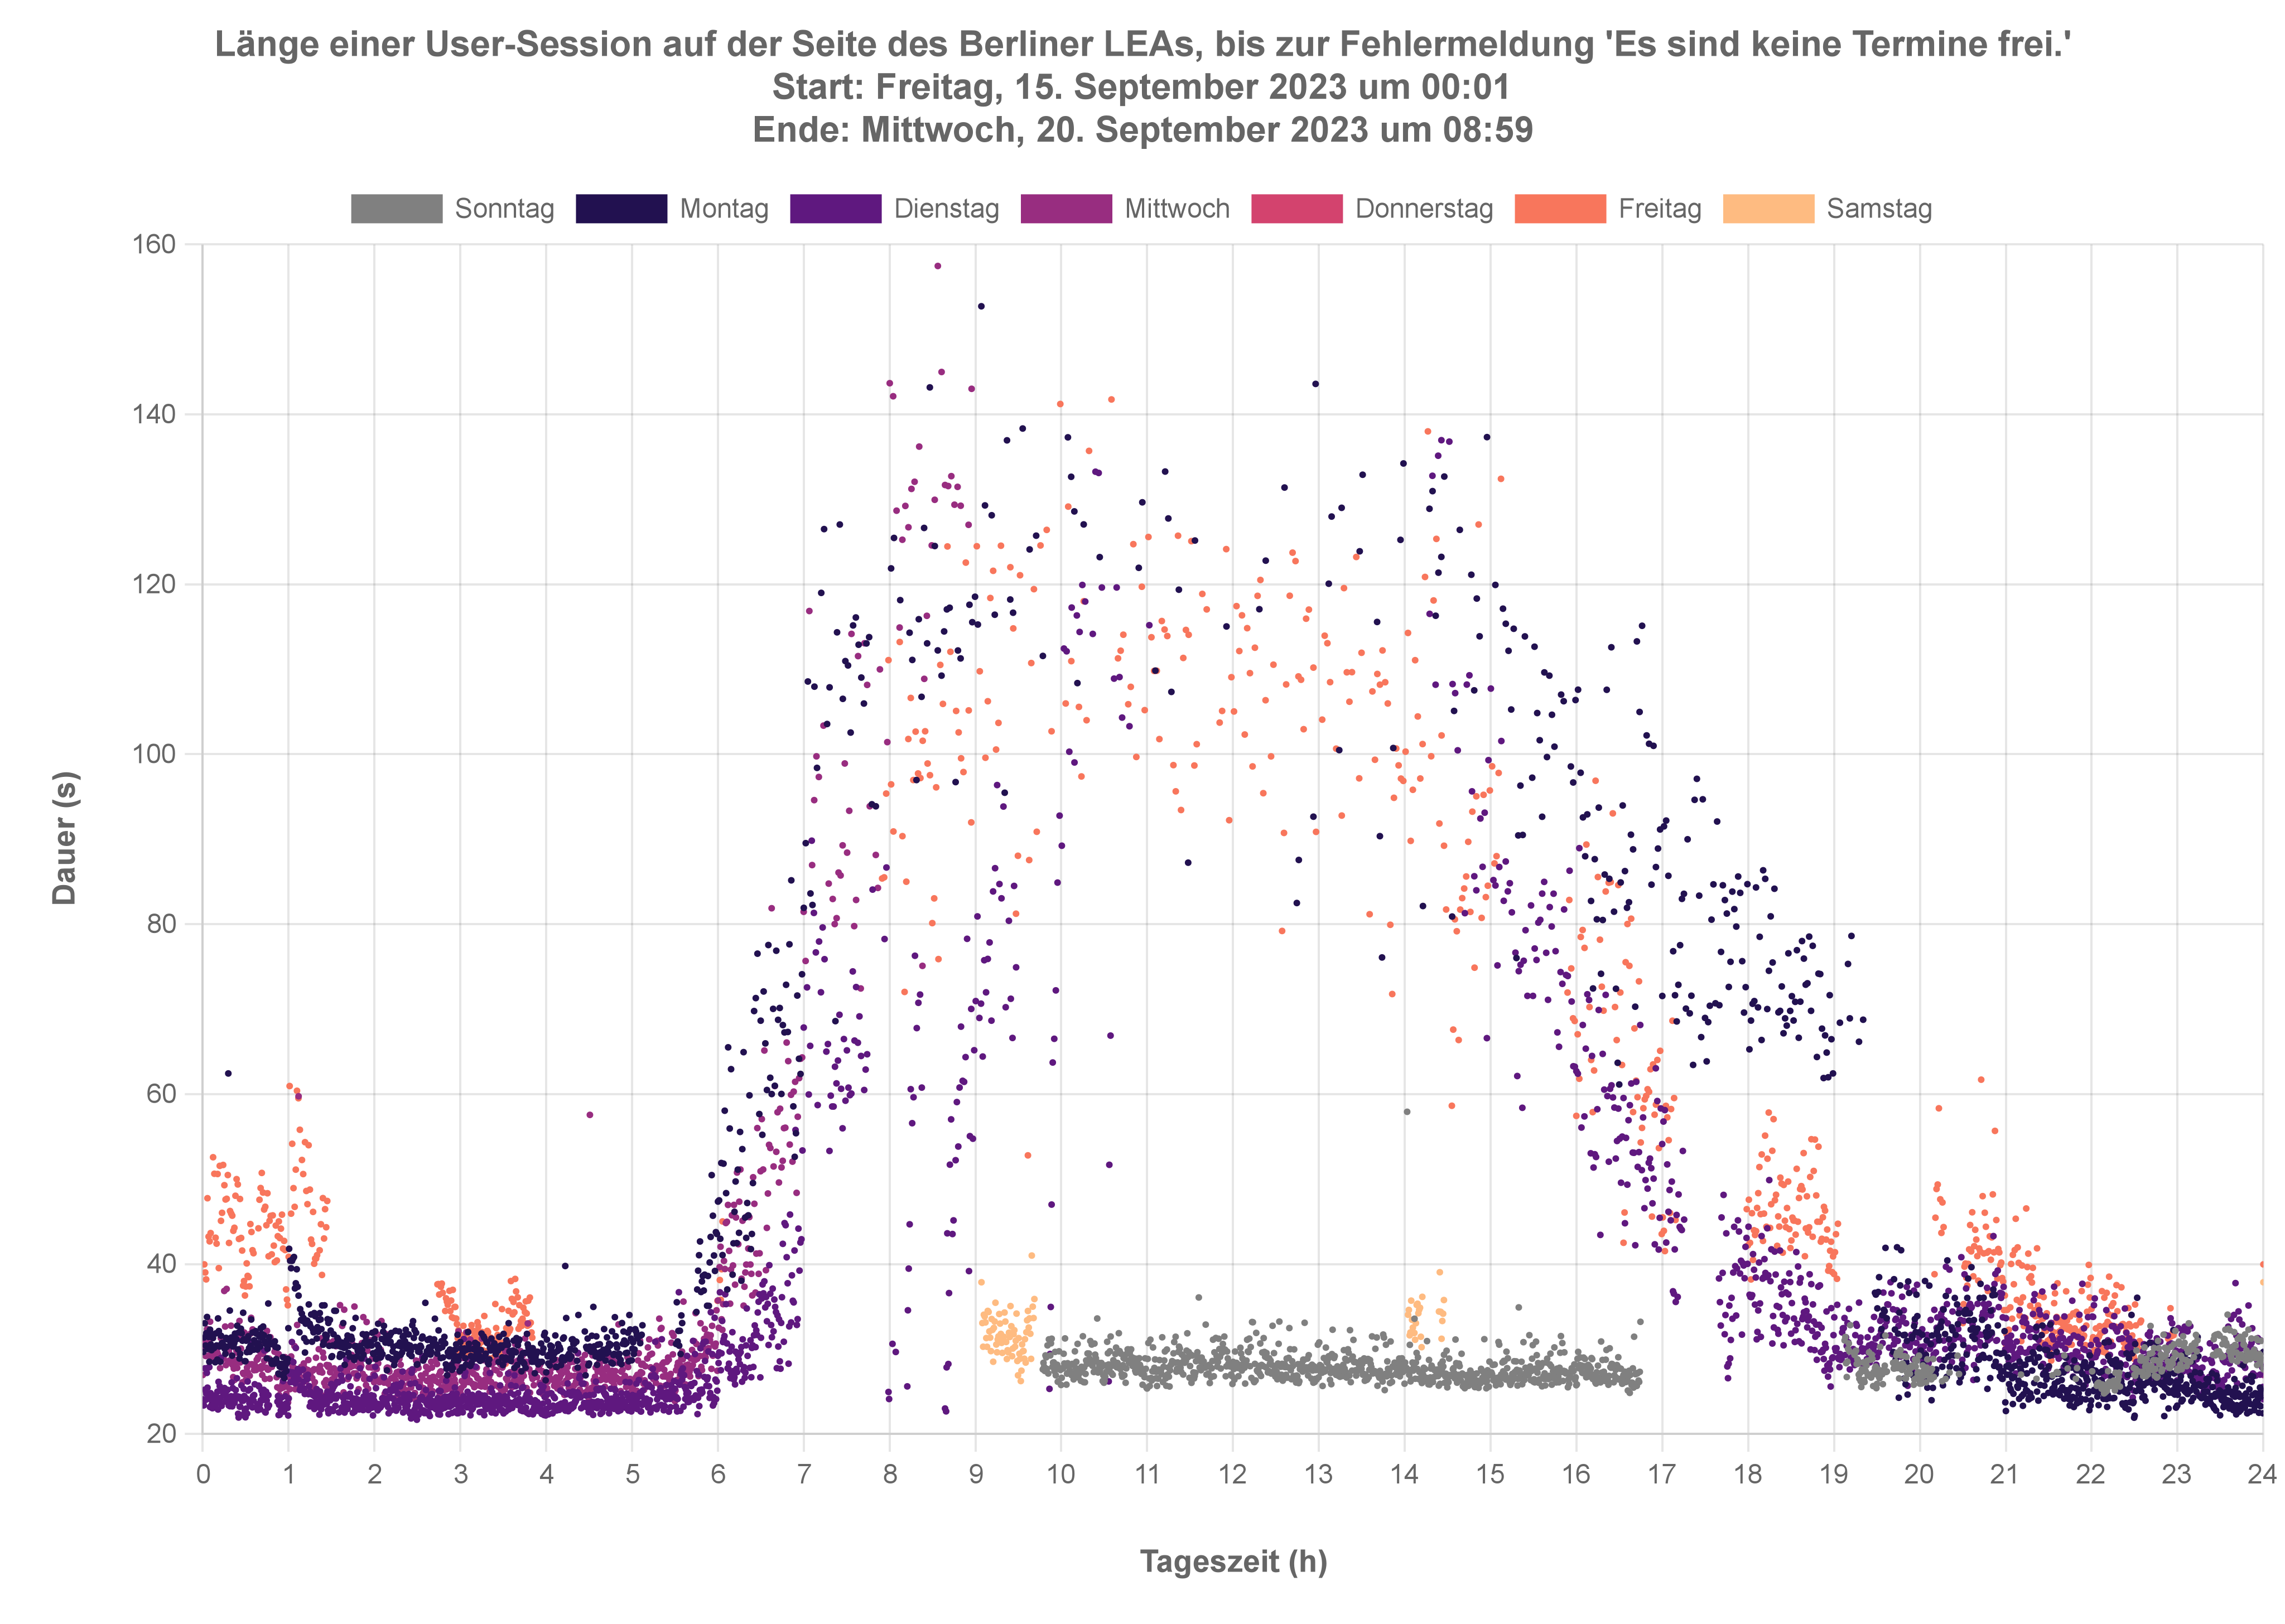 Länge einer User-Session auf der Seite des Berliner LEAs, bis zur Fehlermeldung 'Es sind keine Termine frei.'
Start: Freitag, 15. September 2023 um 00:01
Ende: Mittwoch, 20. September 2023 um 08:59
Sonntag Montag Dienstag Mittwoch Donnerstag Freitag Samstag
160
140
120
100
80
60
40
20
Dauer (s)
0 1 2 3 4 5 6 7 8 9 10 11 12 13 14 15 16 17 18 19 20 21 22 23 24
Tageszeit (h)